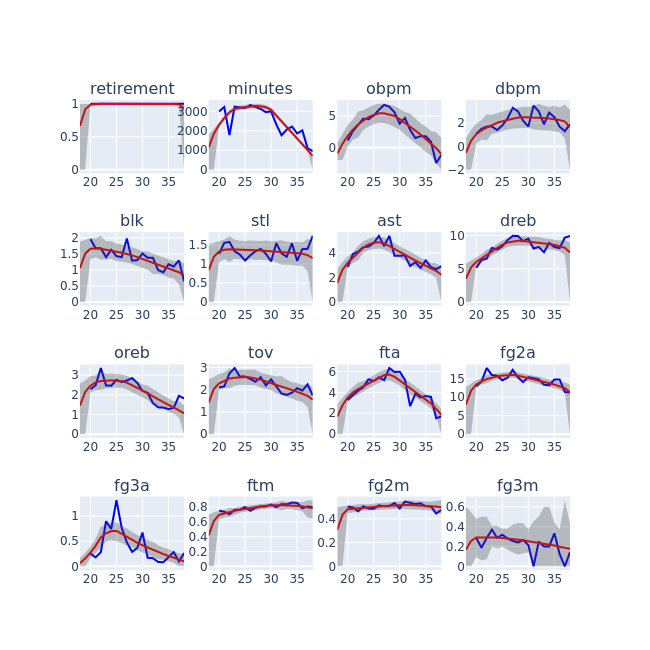 retirement minutes obpm dbpm
1 3000 5 2
0.5 2000 0 0
0 1000 −2
0
20 25 30 35 20 25 30 35 20 25 30 35 20 25 30 35
blk stl ast dreb
2 1.5 4 10
1.5 1 2 5
1 0.5 0 0
0.5 0
0
20 25 30 35 20 25 30 35 20 25 30 35 20 25 30 35
oreb tov fta fg2a
3 3 6 15
2 2 4 10
1 1 2 5
0 0 0 0
20 25 30 35 20 25 30 35 20 25 30 35 20 25 30 35
fg3a ftm fg2m fg3m
1 0.8 0.4 0.6
0.5 0.6 0.2 0.4
0 0.4 0 0.2
0.2 0
0
20 25 30 35 20 25 30 35 20 25 30 35 20 25 30 35